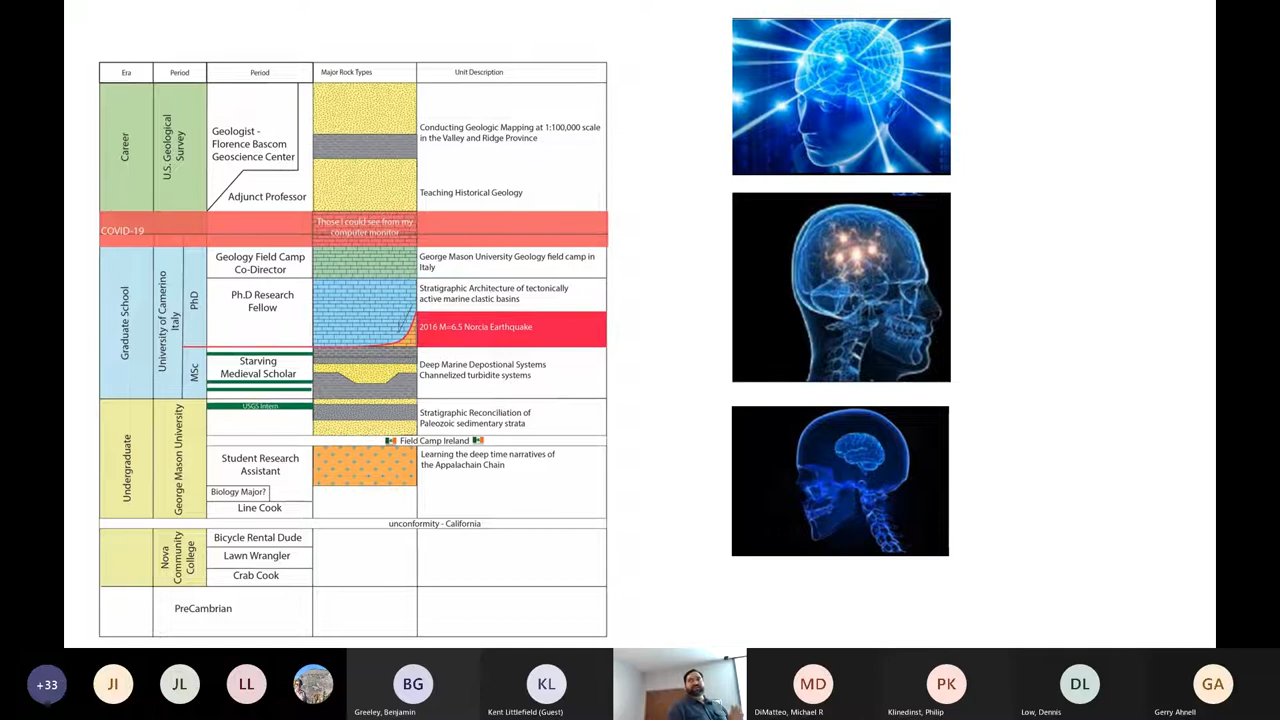 Era
Period
Period
Major Rock Types
Unit Description
Career
U.S. Geological
Survey
Geologist -
Florence Bascom
Geoscience Center
Adjunct Professor
Conducting Geologic Mapping at 1:100,000 scale
in the Valley and Ridge Province
Teaching Historical Geology
COVID-19
Those I could see from my
computer monitor
Graduate School
University of Camerino
Italy
PhD
MSc
Geology Field Camp
Co-Director
George Mason University Geology field camp in
Italy
Ph.D Research
Fellow
Stratigraphic Architecture of tectonically
active marine clastic basins
2016 M=6.5 Norcia Earthquake
Starving
Medieval Scholar
Deep Marine Depostional Systems
Channelized turbidite systems
Undergraduate
George Mason University
USGS Intern
Stratigraphic Reconciliation of
Paleozoic sedimentary strata
Field Camp Ireland
Student Research
Assistant
Learning the deep time narratives of
the Appalachain Chain
Biology Major?
Line Cook
unconformity - California
Nova
Community
College
Bicycle Rental Dude
Lawn Wrangler
Crab Cook
PreCambrian
+33
JI
JL
LL
BG
Greeley, Benjamin
KL
Kent Littlefield (Guest)
MD
DiMatteo, Michael R
PK
Klinedinst, Philip
DL
Low, Dennis
GA
Gerry Ahnell